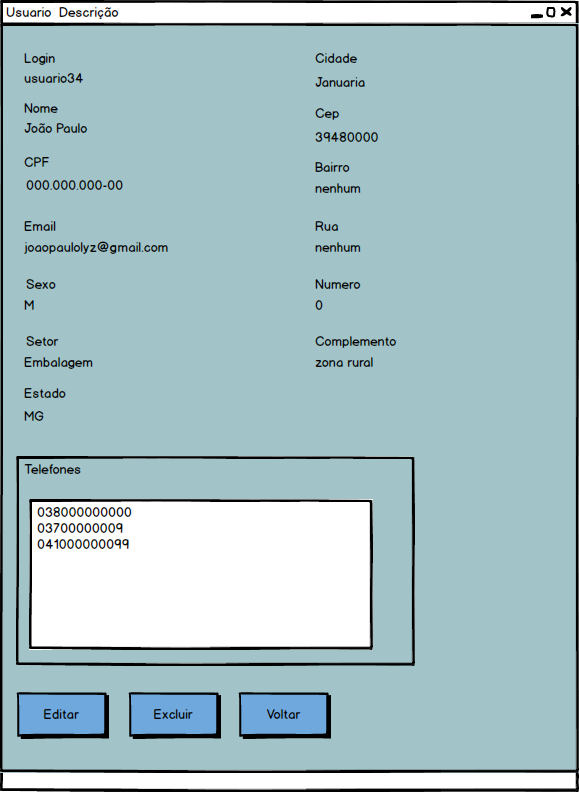 Usuario Descrição
Login
usuario34
Nome
João Paulo
CPF
000.000.000-00
Email
joaopaulolyz@gmail.com
Sexo
M
Setor
Embalagem
Estado
MG
Cidade
Januaria
Cep
39480000
Bairro
nenhum
Rua
nenhum
Numero
0
Complemento
zona rural
Telefones
038000000000
03700000009
041000000099
Editar
Excluir
Voltar